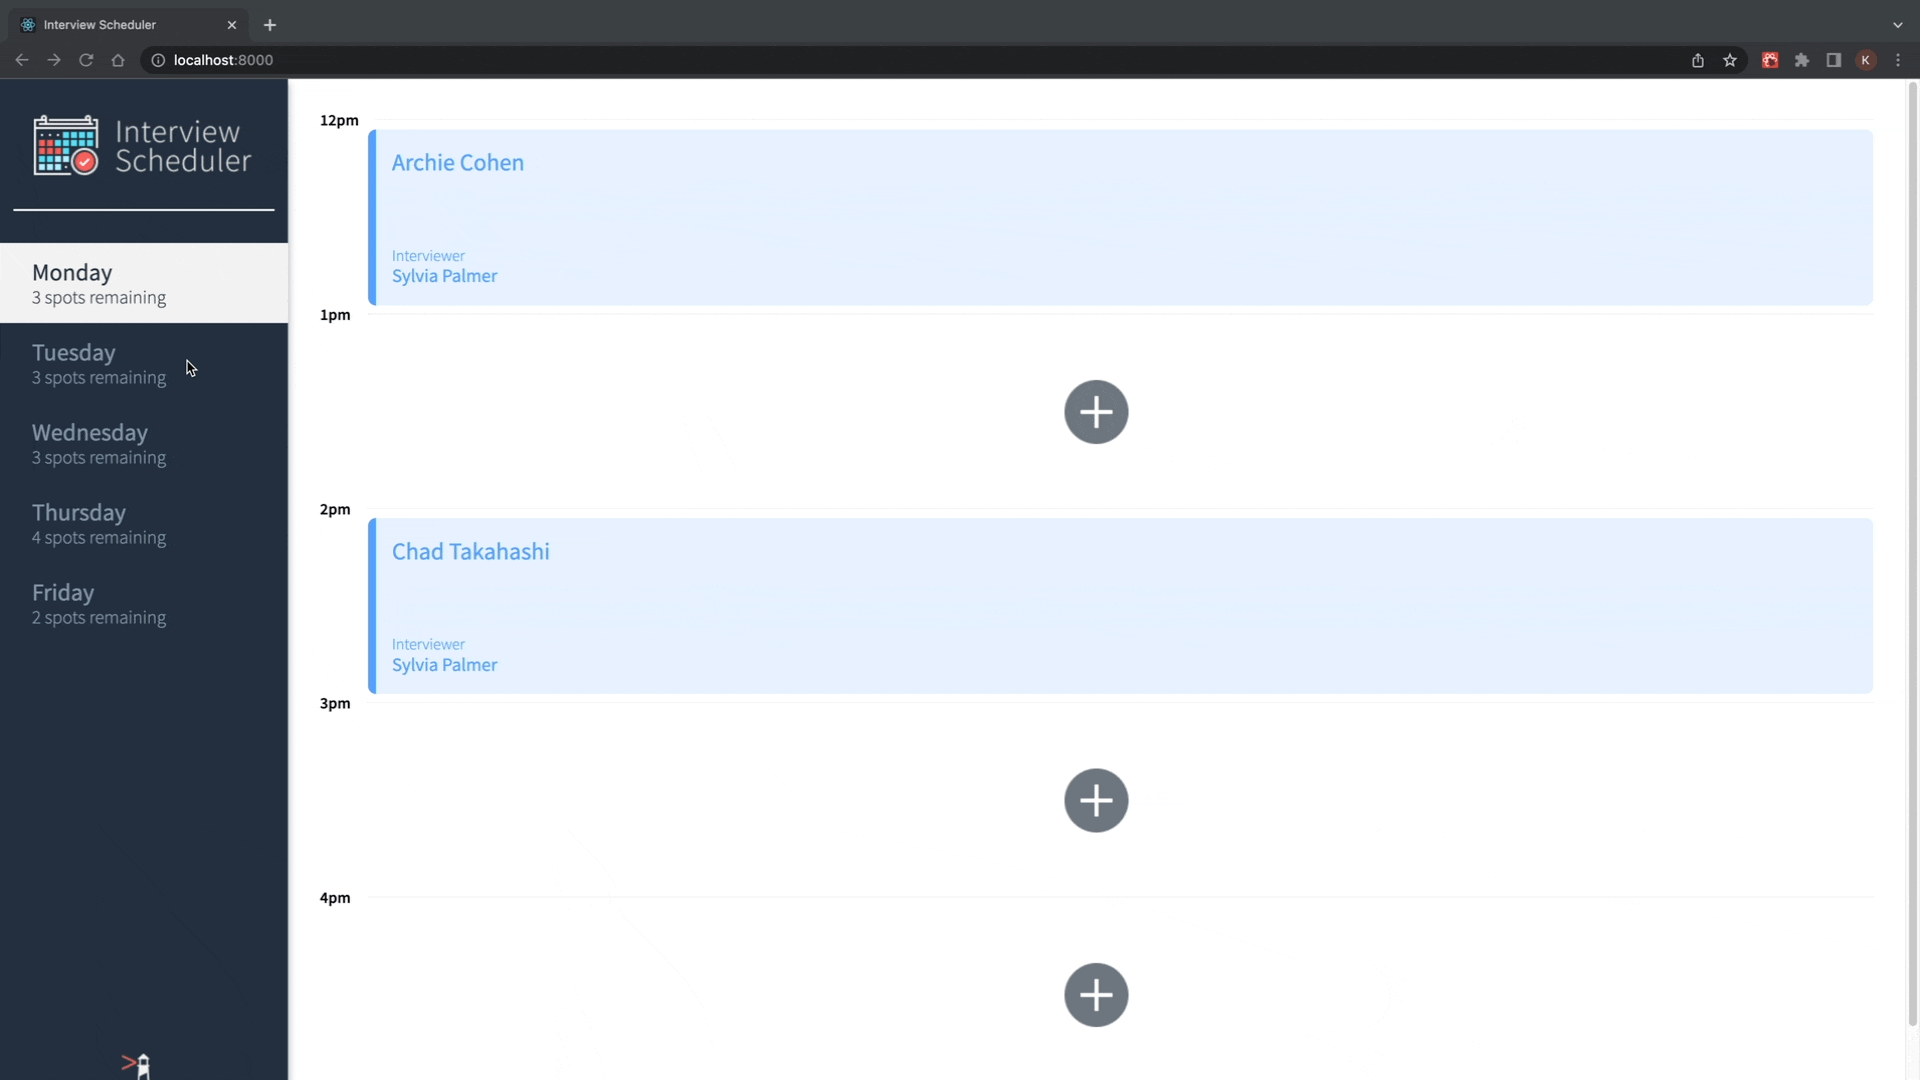 Interview Scheduler
localhost:8000
K
Interview
Scheduler
Monday
3 spots remaining
Tuesday
3 spots remaining
Wednesday
3 spots remaining
Thursday
4 spots remaining
Friday
2 spots remaining
12pm
Archie Cohen
Interviewer
Sylvia Palmer
1pm
2pm
Chad Takahashi
Interviewer
Sylvia Palmer
3pm
4pm